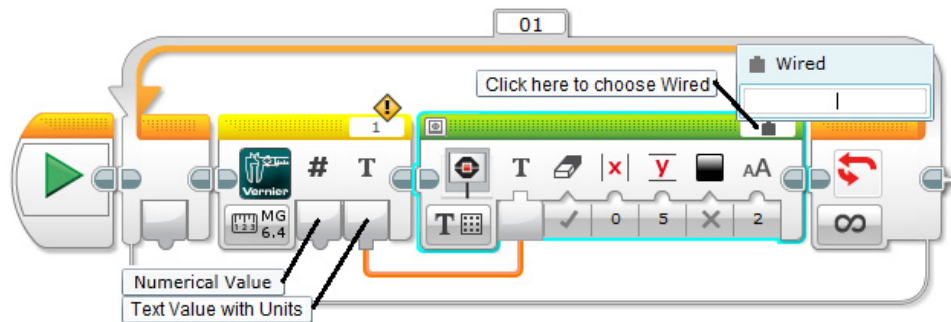 01
Wired
Click here to choose Wired
1
# T
T |x| y AA
Vernier
MG
6.4
T
0 5 2
Numerical Value
Text Value with Units